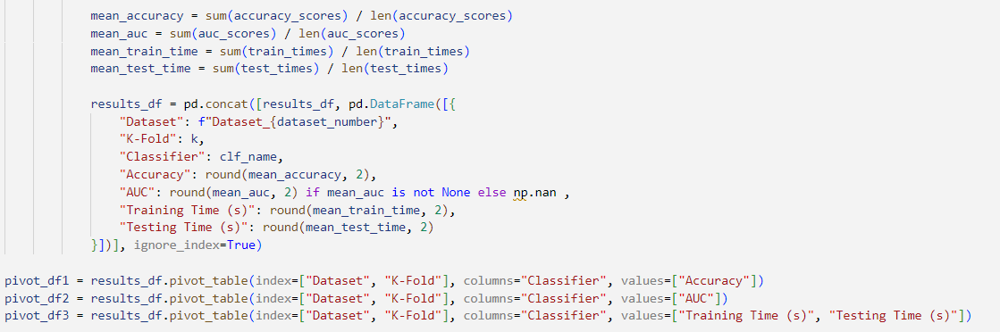 mean_accuracy = sum(accuracy_scores) / len(accuracy_scores)
mean_auc = sum(auc_scores) / len(auc_scores)
mean_train_time = sum(train_times) / len(train_times)
mean_test_time = sum(test_times) / len(test_times)
results_df = pd.concat([results_df, pd.DataFrame([{
"Dataset": f"Dataset_{dataset_number}",
"K-Fold": k,
"Classifier": clf_name,
"Accuracy": round(mean_accuracy, 2),
"AUC": round(mean_auc, 2) if mean_auc is not None else np.nan ,
"Training Time (s)": round(mean_train_time, 2),
"Testing Time (s)": round(mean_test_time, 2)
}])], ignore_index=True)
pivot_df1 = results_df.pivot_table(index=["Dataset", "K-Fold"], columns="Classifier", values=["Accuracy"])
pivot_df2 = results_df.pivot_table(index=["Dataset", "K-Fold"], columns="Classifier", values=["AUC"])
pivot_df3 = results_df.pivot_table(index=["Dataset", "K-Fold"], columns="Classifier", values=["Training Time (s)", "Testing Time (s)"])